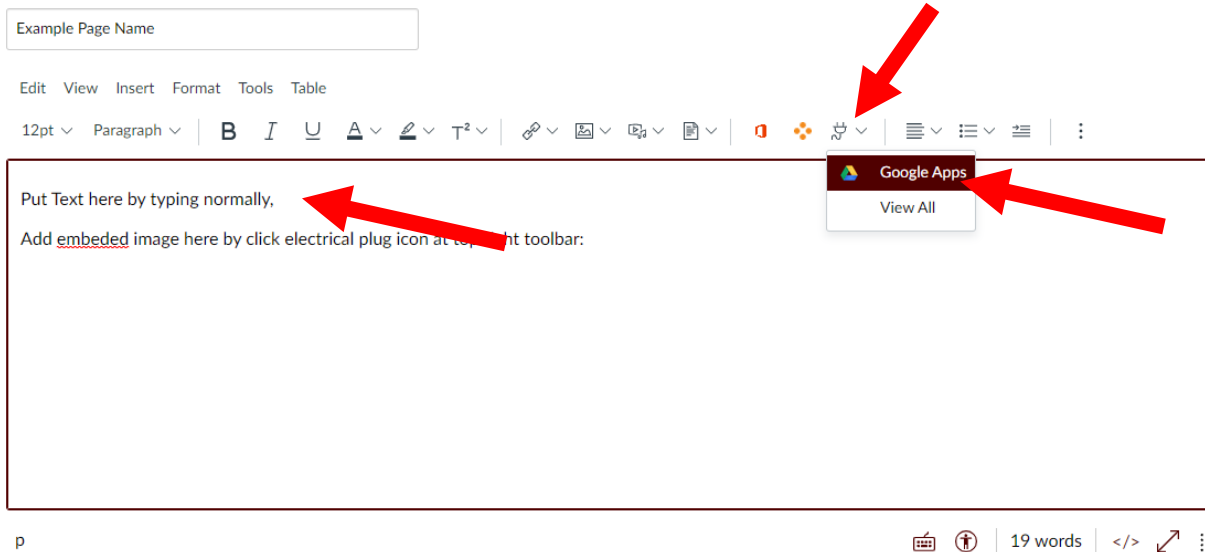 Example Page Name
Edit View Insert Format Tools Table
12pt Paragraph B I U A T²
Google Apps
View All
Put Text here by typing normally,
Add embeded image here by click electrical plug icon at ht toolbar:
p 19 words </>